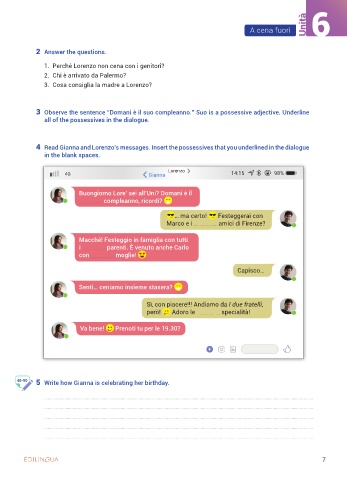 A cena fuori
Unità 6
2 Answer the questions.
1. Perché Lorenzo non cena con i genitori?
2. Chi è arrivato da Palermo?
3. Cosa consiglia la madre a Lorenzo?
3 Observe the sentence "Domani è il suo compleanno." Suo is a possessive adjective. Underline
all of the possessives in the dialogue.
4 Read Gianna and Lorenzo's messages. Insert the possessives that you underlined in the dialogue
in the blank spaces.
4G Gianna Lorenzo 14:15 98%
Buongiorno Lore' sei all'Uni? Domani è il
compleanno, ricordi?
... ma certo! Festeggerai con
Marco e i ............ amici di Firenze?
Macché! Festeggio in famiglia con tutti
i parenti. È venuto anche Carlo
con moglie!
Capisco...
Senti... ceniamo insieme stasera?
Sì, con piacere!!! Andiamo da I due fratelli,
però! Adoro le ............ specialità!
Va bene! Prenoti tu per le 19.30?
5 Write how Gianna is celebrating her birthday.
EDILINGUA
7